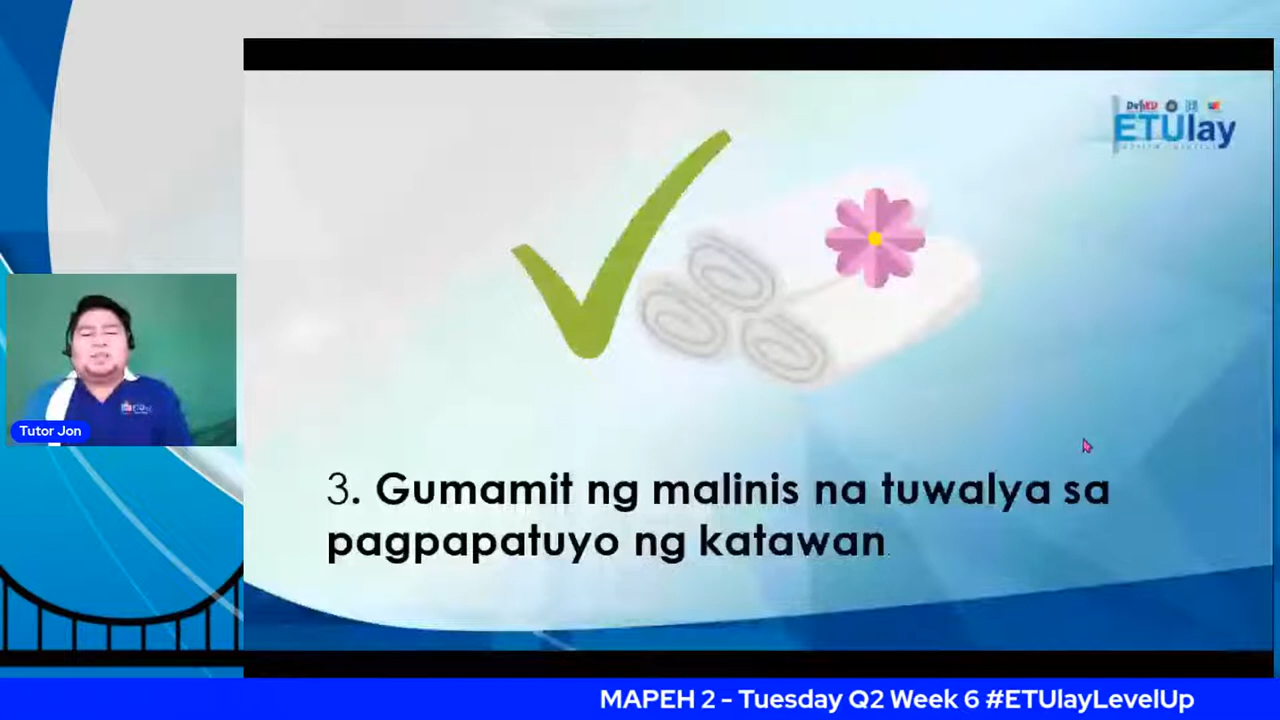 DepED
ETUlay
3. Gumamit ng malinis na tuwalya sa
pagpapatuyo ng katawan.
Tutor Jon
MAPEH 2 - Tuesday Q2 Week 6 #ETUlayLevelUp